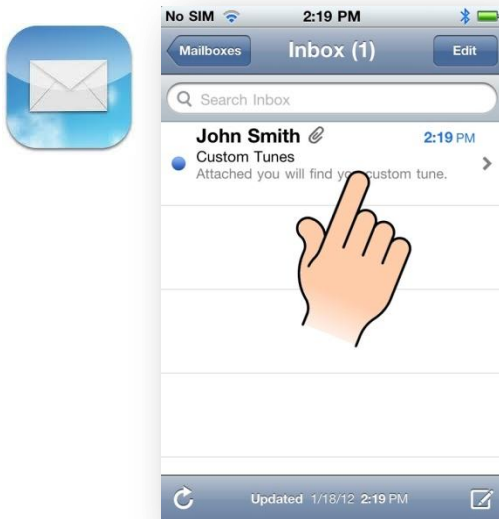 No SIM 2:19 PM
Mailboxes Inbox (1) Edit
Search Inbox
John Smith 2:19 PM
Custom Tunes
Attached you will find custom tune.
Updated 1/18/12 2:19 PM